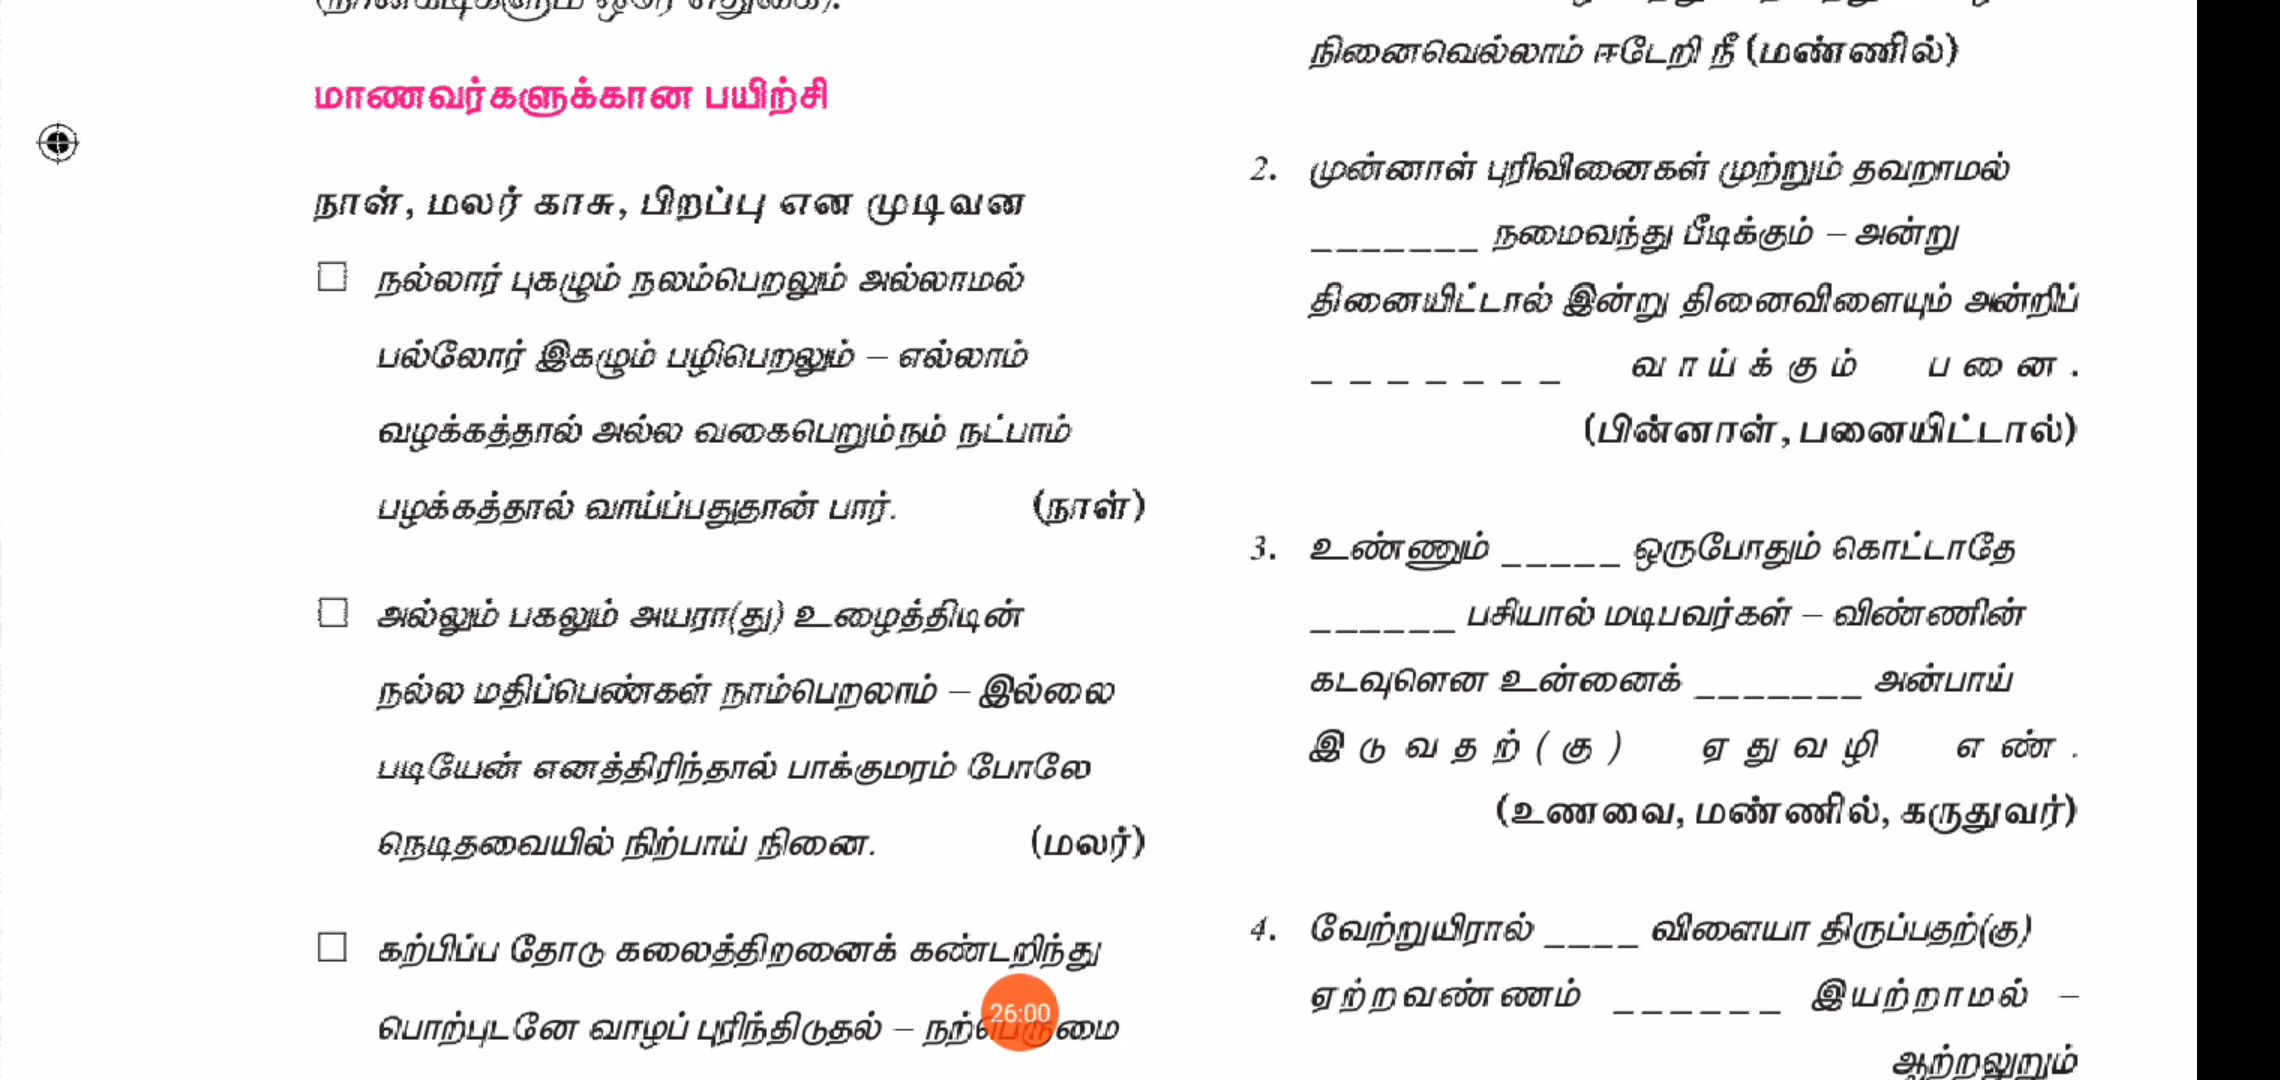 மாணவர்களுக்கான பயிற்சி
நாள், மலர் காசு, பிறப்பு என முடிவன
நல்லார் புகழும் நலம்பெறலும் அல்லாமல்
பல்லோர் இகழும் பழிபெறலும் – எல்லாம்
வழக்கத்தால் அல்ல வகைபெறும்நம் நட்பாம்
பழக்கத்தால் வாய்ப்பதுதான் பார். (நாள்)
அல்லும் பகலும் அயரா(து) உழைத்திடின்
நல்ல மதிப்பெண்கள் நாம்பெறலாம் – இல்லை
படியேன் எனத்திரிந்தால் பாக்குமரம் போலே
நெடிதவையில் நிற்பாய் நினை. (மலர்)
கற்பிப்ப தோடு கலைத்திறனைக் கண்டறிந்து
பொற்புடனே வாழப் புரிந்திடுதல் – நற்பெருமை
26:00
நினைவெல்லாம் ஈடேறி நீ (மண்ணில்)
2. முன்னாள் புரிவினைகள் முற்றும் தவறாமல்
_______ நமைவந்து பீடிக்கும் – அன்று
தினையிட்டால் இன்று தினைவிளையும் அன்றிப்
_______ வாய்க்கும் பனை.
(பின்னாள், பனையிட்டால்)
3. உண்ணும் _____ ஒருபோதும் கொட்டாதே
______ பசியால் மடிபவர்கள் – விண்ணின்
கடவுளென உன்னைக் _______ அன்பாய்
இடுவதற்(கு) ஏதுவழி எண்.
(உணவை, மண்ணில், கருதுவர்)
4. வேற்றுயிரால் ____ விளையா திருப்பதற்(கு)
ஏற்றவண்ணம் ______ இயற்றாமல் –
ஆற்றலுறும்